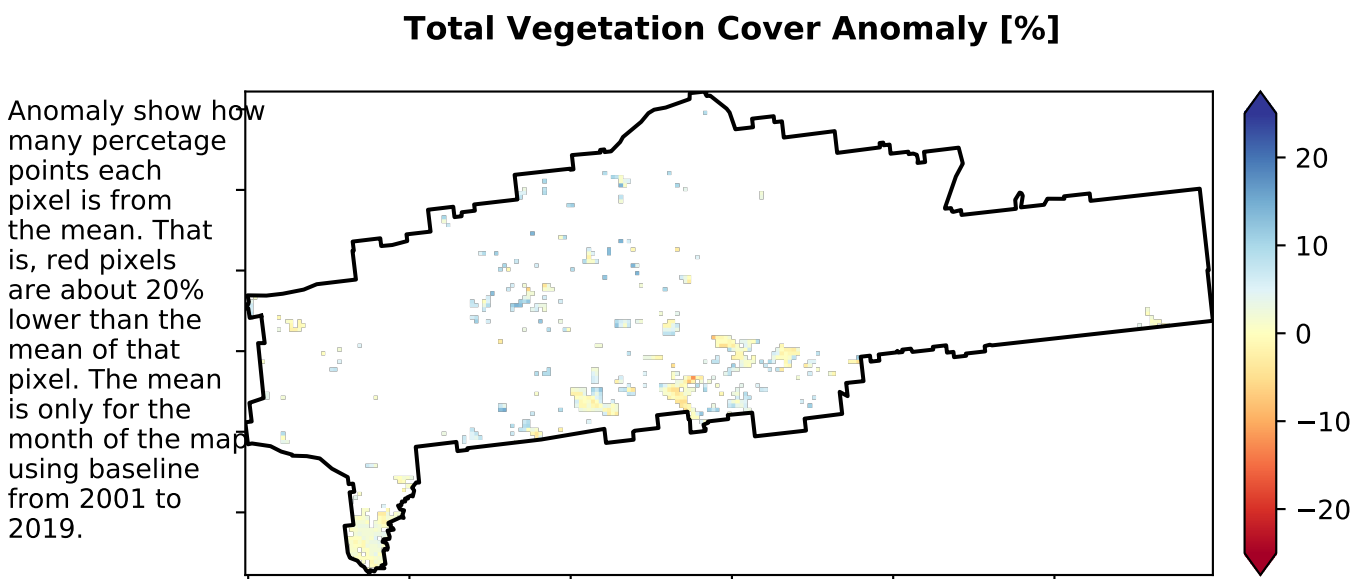 Total Vegetation Cover Anomaly [%]
Anomaly show how
many percetage
points each
pixel is from
the mean. That
is, red pixels
are about 20%
lower than the
mean of that
pixel. The mean
is only for the
month of the map
using baseline
from 2001 to
2019.
20
10
0
−10
−20